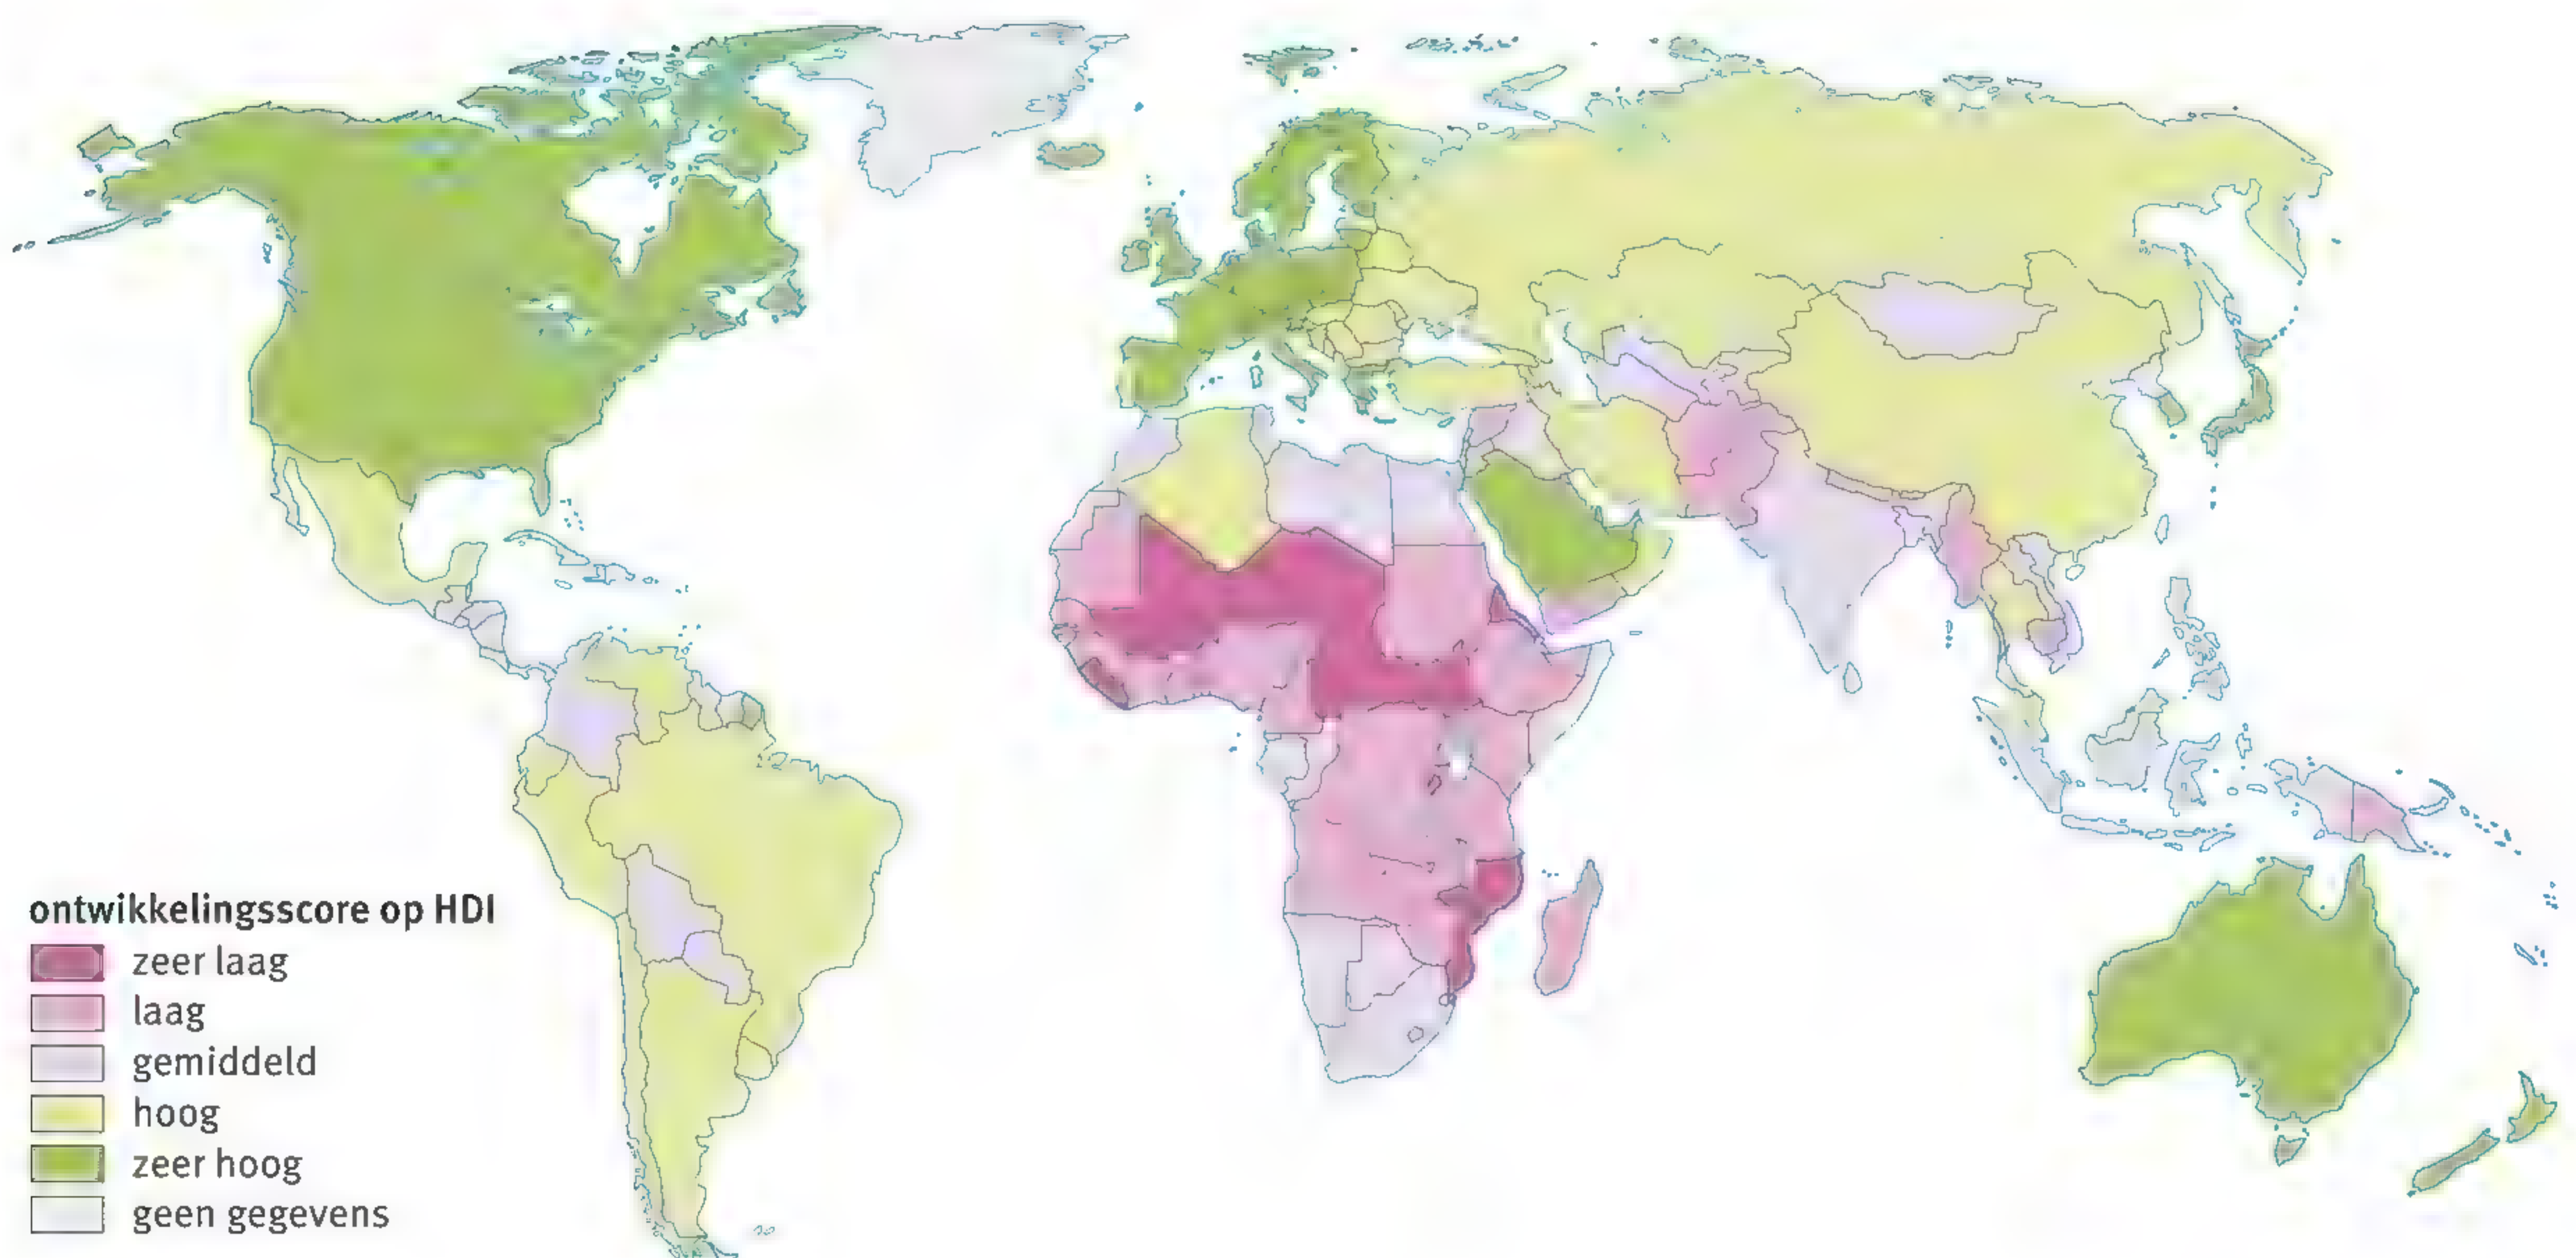 ontwikkelingsscore op HDI
zeer laag
laag
gemiddeld
hoog
zeer hoog
geen gegevens